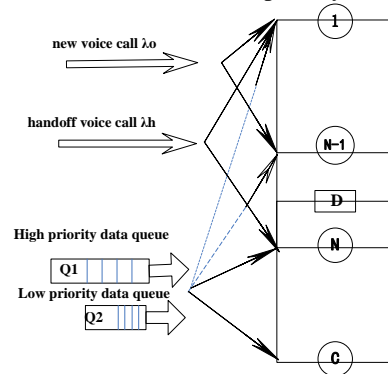 1
new voice call λo
handoff voice call λh
N-1
D
High priority data queue
N
Q1
Low priority data queue
Q2
C